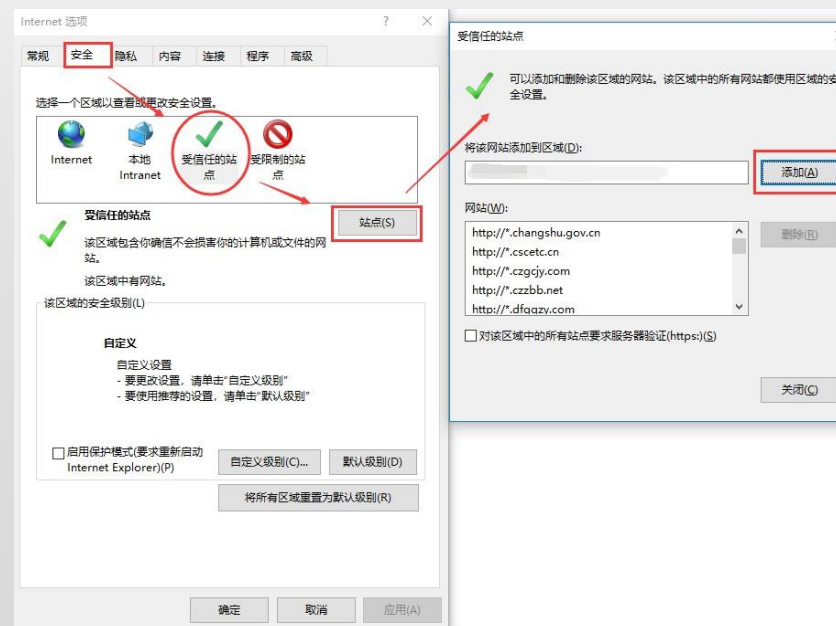 Internet 选项
常规 安全 隐私 内容 连接 程序 高级
选择一个区域以查看或更改安全设置。
Internet
本地
Intranet
受信任的站
点
受限制的站
点
受信任的站点
站点(S)
该区域包含你确信不会损害你的计算机或文件的网
站。
该区域中有网站。
该区域的安全级别(L)
自定义
自定义设置
- 要更改设置，请单击“自定义级别”
- 要使用推荐的设置，请单击“默认级别”
启用保护模式(要求重新启动
Internet Explorer)(P)
自定义级别(C)...
默认级别(D)
将所有区域重置为默认级别(R)
确定 取消 应用(A)
受信任的站点
可以添加和删除该区域的网站。该区域中的所有网站都使用区域的安
全设置。
将该网站添加到区域(D):
添加(A)
网站(W):
http://*.changshu.gov.cn
http://*.cscetc.cn
http://*.czgcjy.com
http://*.czzbb.net
http://*.dfggzy.com
删除(R)
对该区域中的所有站点要求服务器验证(https:)(S)
关闭(C)